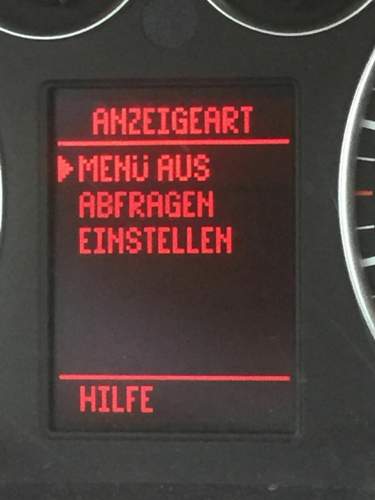 ANZEIGEART
MENü AUS
ABFRAGEN
EINSTELLEN
HILFE